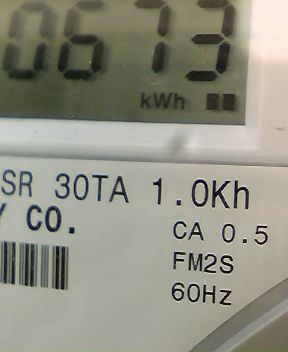 0673
kWh
SR 30TA 1.0Kh
Y CO.
CA 0.5
FM2S
60Hz